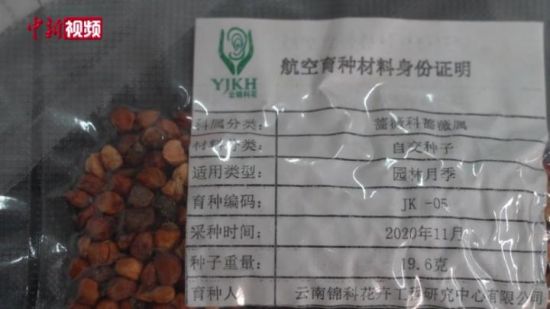 中新视频
YJKH
云锦科花
航空育种材料身份证明
科属分类: 蔷薇科蔷薇属
材料分类: 自交种子
适用类型: 园林月季
育种编码: JK -05
采种时间: 2020年11月
种子重量: 19.6克
育种人: 云南锦科花卉工程研究中心有限公司